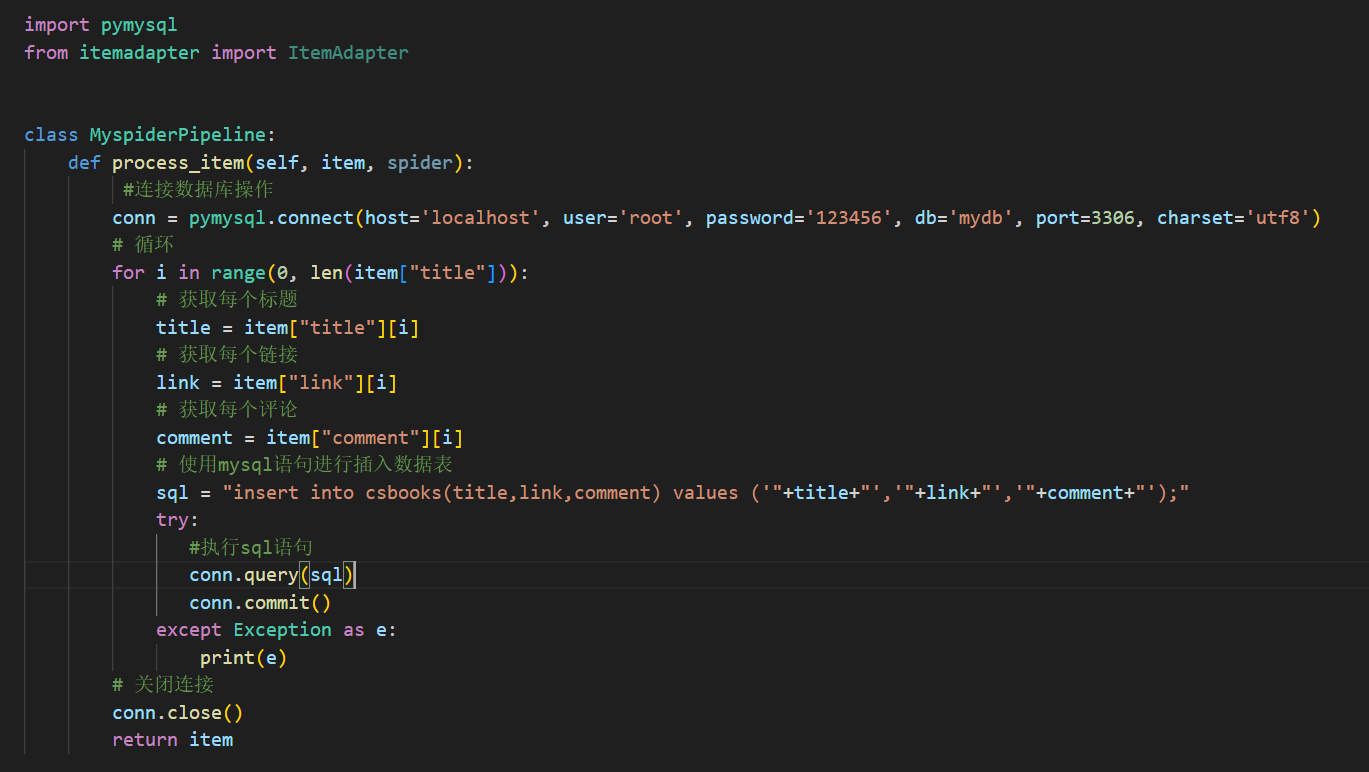 import pymysql
from itemadapter import ItemAdapter
class MyspiderPipeline:
    def process_item(self, item, spider):
         #连接数据库操作
        conn = pymysql.connect(host='localhost', user='root', password='123456', db='mydb', port=3306, charset='utf8')
        # 循环
        for i in range(0, len(item["title"])):
            # 获取每个标题
            title = item["title"][i]
            # 获取每个链接
            link = item["link"][i]
            # 获取每个评论
            comment = item["comment"][i]
            # 使用mysql语句进行插入数据表
            sql = "insert into csbooks(title,link,comment) values ('"+title+"','"+link+"','"+comment+"');"
            try:
               #执行sql语句
               conn.query(sql)
               conn.commit()
            except Exception as e:
                print(e)
        # 关闭连接
        conn.close()
        return item